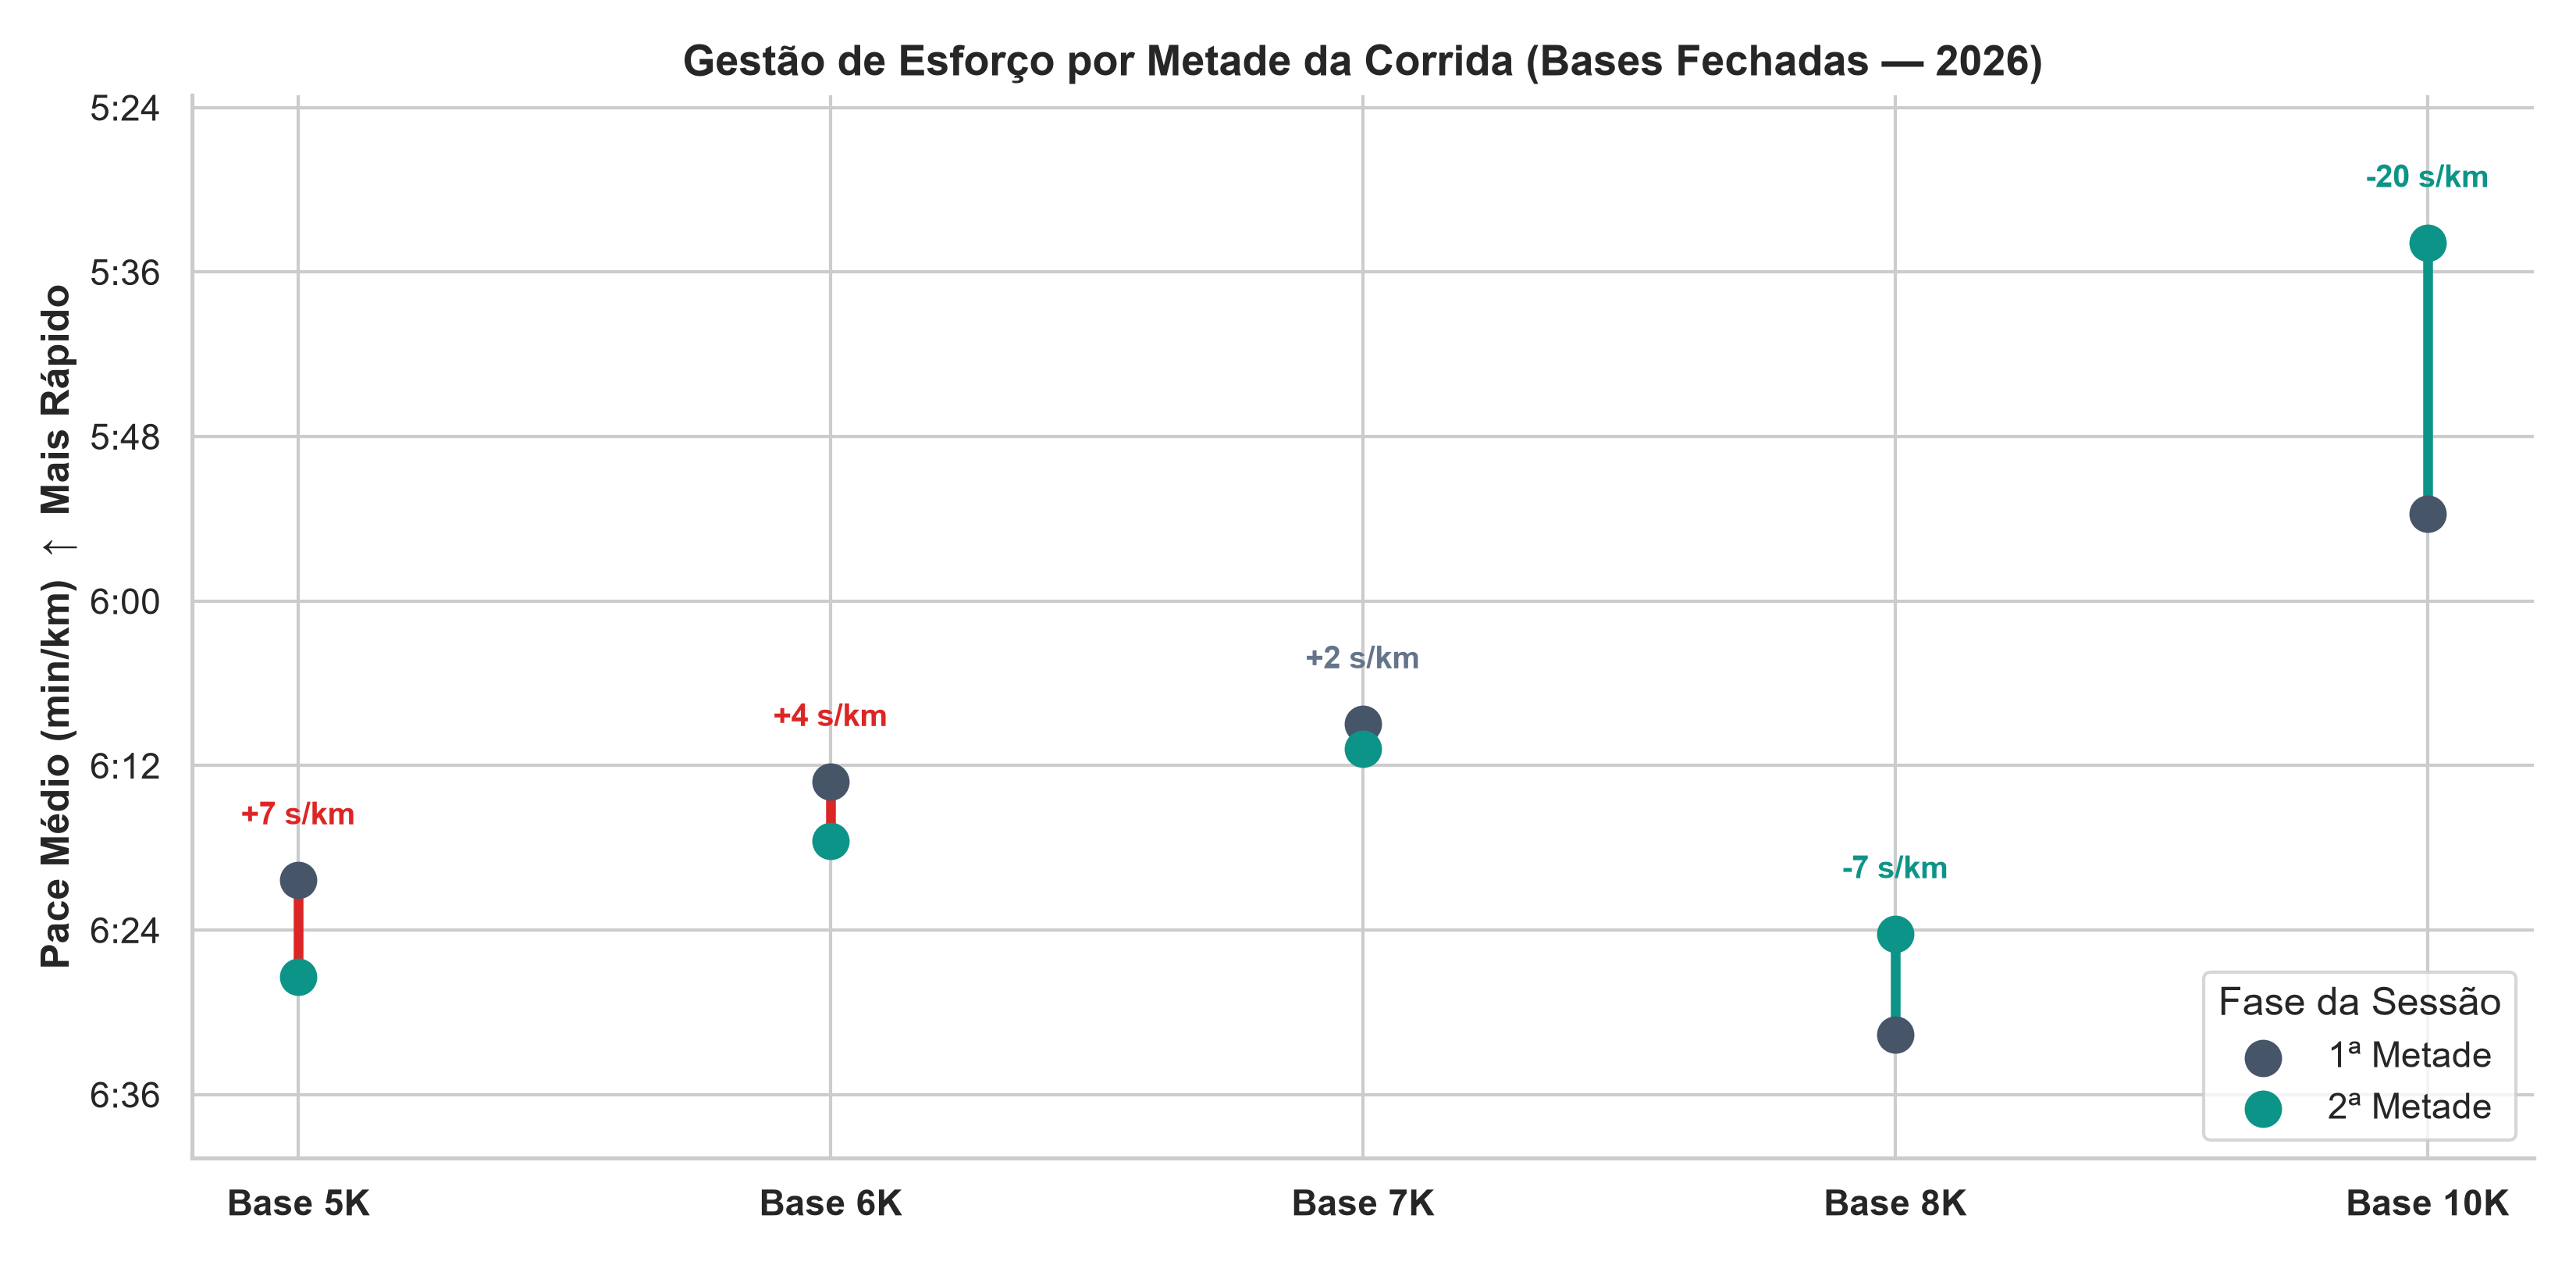 Gestão de Esforço por Metade da Corrida (Bases Fechadas — 2026)
Pace Médio (min/km) ↑ Mais Rápido
5:24
5:36
5:48
6:00
6:12
6:24
6:36
+7 s/km
+4 s/km
+2 s/km
-7 s/km
-20 s/km
Fase da Sessão
1ª Metade
2ª Metade
Base 5K
Base 6K
Base 7K
Base 8K
Base 10K